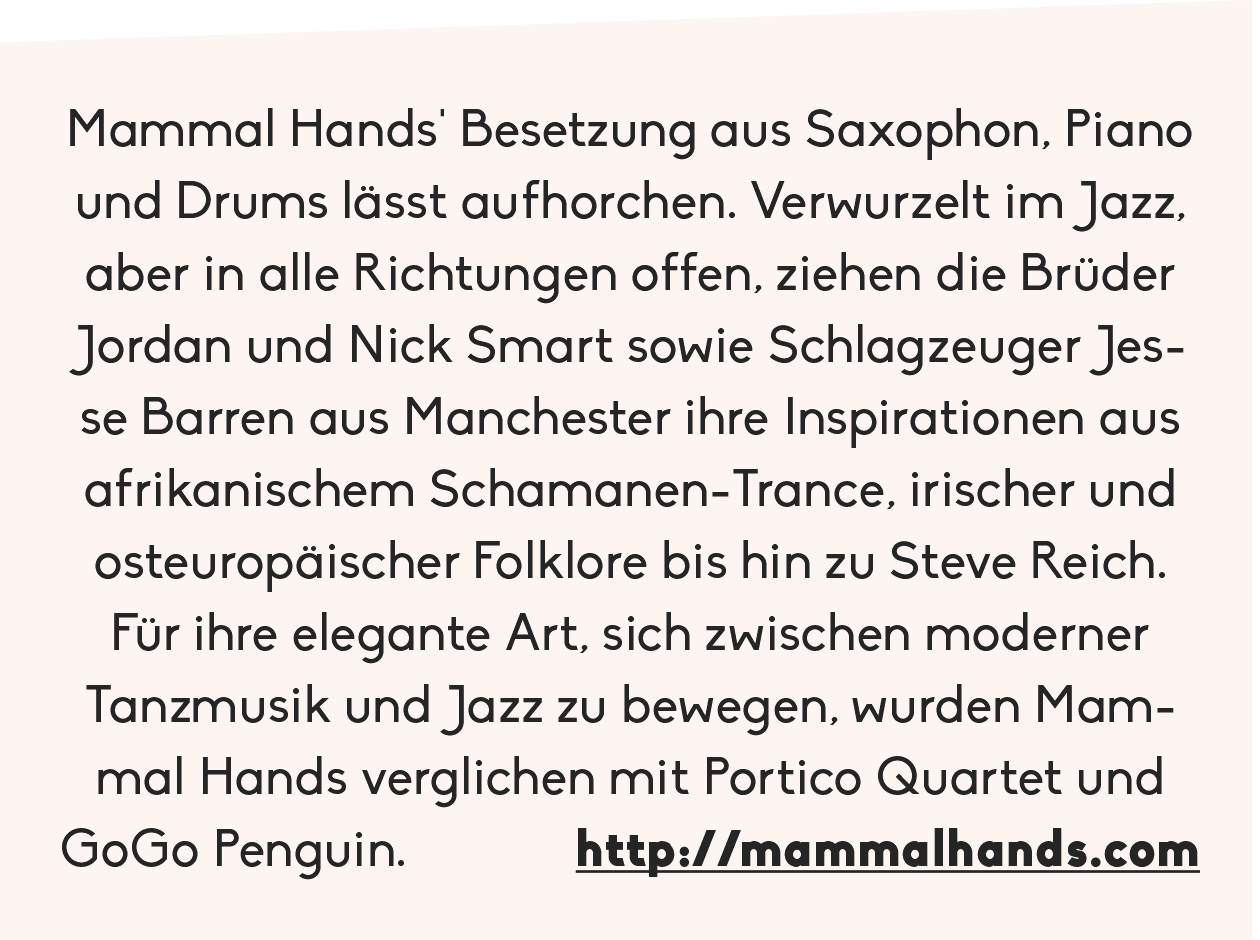 Mammal Hands' Besetzung aus Saxophon, Piano
und Drums lässt aufhorchen. Verwurzelt im Jazz,
aber in alle Richtungen offen, ziehen die Brüder
Jordan und Nick Smart sowie Schlagzeuger Jes-
se Barren aus Manchester ihre Inspirationen aus
afrikanischem Schamanen-Trance, irischer und
osteuropäischer Folklore bis hin zu Steve Reich.
Für ihre elegante Art, sich zwischen moderner
Tanzmusik und Jazz zu bewegen, wurden Mam-
mal Hands verglichen mit Portico Quartet und
GoGo Penguin. http://mammalhands.com